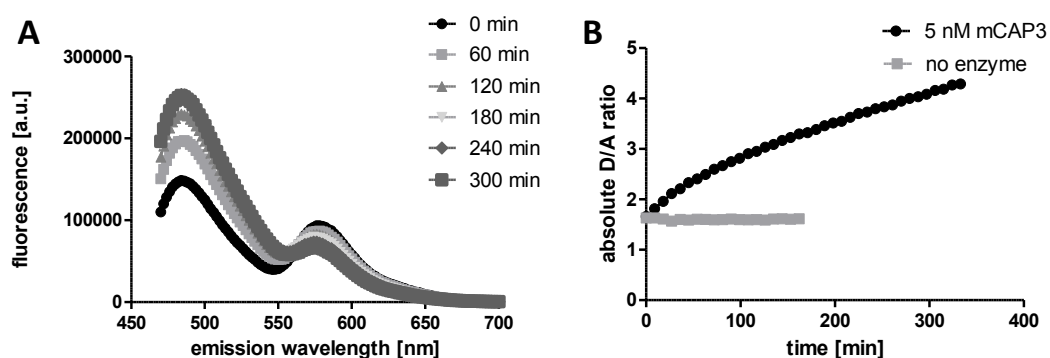 A
fluorescence [a.u.]
300000
200000
100000
0
450
500
550
600
650
700
emission wavelength [nm]
0 min
60 min
120 min
180 min
240 min
300 min
B
absolute D/A ratio
5
4
3
2
1
0
0
100
200
300
400
time [min]
5 nM mCAP3
no enzyme